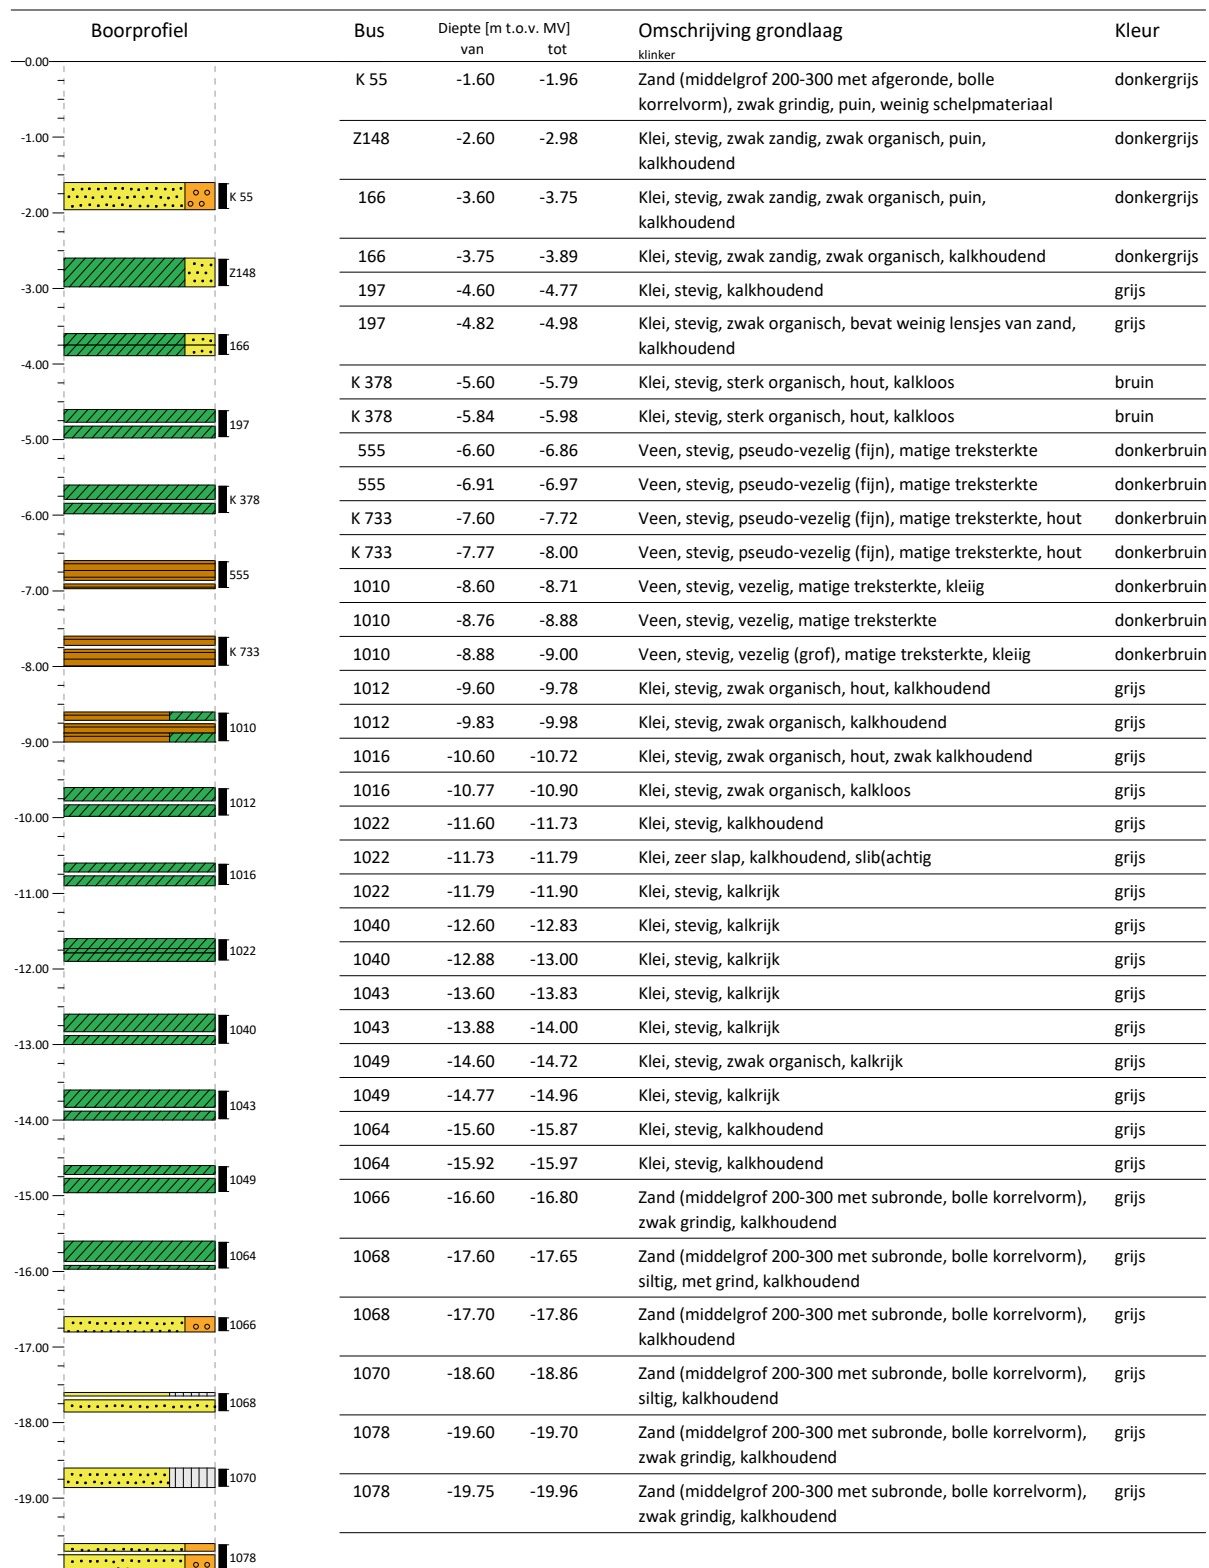 Boorprofiel Bus Diepte [m t.o.v. MV] Omschrijving grondlaag Kleur
van tot klinker
0.00
K 55 -1.60 -1.96 Zand (middelgrof 200-300 met afgeronde, bolle donkergrijs
korrelvorm), zwak grindig, puin, weinig schelpmateriaal
Z148 -2.60 -2.98 Klei, stevig, zwak zandig, zwak organisch, puin, donkergrijs
kalkhoudend
166 -3.60 -3.75 Klei, stevig, zwak zandig, zwak organisch, puin, donkergrijs
kalkhoudend
166 -3.75 -3.89 Klei, stevig, zwak zandig, zwak organisch, kalkhoudend donkergrijs
197 -4.60 -4.77 Klei, stevig, kalkhoudend grijs
197 -4.82 -4.98 Klei, stevig, zwak organisch, bevat weinig lensjes van zand, grijs
kalkhoudend
K 378 -5.60 -5.79 Klei, stevig, sterk organisch, hout, kalkloos bruin
K 378 -5.84 -5.98 Klei, stevig, sterk organisch, hout, kalkloos bruin
555 -6.60 -6.86 Veen, stevig, pseudo-vezelig (fijn), matige treksterkte donkerbruin
555 -6.91 -6.97 Veen, stevig, pseudo-vezelig (fijn), matige treksterkte donkerbruin
K 733 -7.60 -7.72 Veen, stevig, pseudo-vezelig (fijn), matige treksterkte, hout donkerbruin
K 733 -7.77 -8.00 Veen, stevig, pseudo-vezelig (fijn), matige treksterkte, hout donkerbruin
1010 -8.60 -8.71 Veen, stevig, vezelig, matige treksterkte, kleiig donkerbruin
1010 -8.76 -8.88 Veen, stevig, vezelig, matige treksterkte donkerbruin
1010 -8.88 -9.00 Veen, stevig, vezelig (grof), matige treksterkte, kleiig donkerbruin
1012 -9.60 -9.78 Klei, stevig, zwak organisch, hout, kalkhoudend grijs
1012 -9.83 -9.98 Klei, stevig, zwak organisch, kalkhoudend grijs
1016 -10.60 -10.72 Klei, stevig, zwak organisch, hout, zwak kalkhoudend grijs
1016 -10.77 -10.90 Klei, stevig, zwak organisch, kalkloos grijs
1022 -11.60 -11.73 Klei, stevig, kalkhoudend grijs
1022 -11.73 -11.79 Klei, zeer slap, kalkhoudend, slib(achtig grijs
1022 -11.79 -11.90 Klei, stevig, kalkrijk grijs
1040 -12.60 -12.83 Klei, stevig, kalkrijk grijs
1040 -12.88 -13.00 Klei, stevig, kalkrijk grijs
1043 -13.60 -13.83 Klei, stevig, kalkrijk grijs
1043 -13.88 -14.00 Klei, stevig, kalkrijk grijs
1049 -14.60 -14.72 Klei, stevig, zwak organisch, kalkrijk grijs
1049 -14.77 -14.96 Klei, stevig, kalkrijk grijs
1064 -15.60 -15.87 Klei, stevig, kalkhoudend grijs
1064 -15.92 -15.97 Klei, stevig, kalkhoudend grijs
1066 -16.60 -16.80 Zand (middelgrof 200-300 met subronde, bolle korrelvorm), grijs
zwak grindig, kalkhoudend
1068 -17.60 -17.65 Zand (middelgrof 200-300 met subronde, bolle korrelvorm), grijs
siltig, met grind, kalkhoudend
1068 -17.70 -17.86 Zand (middelgrof 200-300 met subronde, bolle korrelvorm), grijs
kalkhoudend
1070 -18.60 -18.86 Zand (middelgrof 200-300 met subronde, bolle korrelvorm), grijs
siltig, kalkhoudend
1078 -19.60 -19.70 Zand (middelgrof 200-300 met subronde, bolle korrelvorm), grijs
zwak grindig, kalkhoudend
1078 -19.75 -19.96 Zand (middelgrof 200-300 met subronde, bolle korrelvorm), grijs
zwak grindig, kalkhoudend
-1.00
K 55
-2.00
Z148
-3.00
166
-4.00
197
-5.00
K 378
-6.00
555
-7.00
K 733
-8.00
1010
-9.00
1012
-10.00
1016
-11.00
1022
-12.00
1040
-13.00
1043
-14.00
1049
-15.00
1064
-16.00
1066
-17.00
1068
-18.00
1070
-19.00
1078